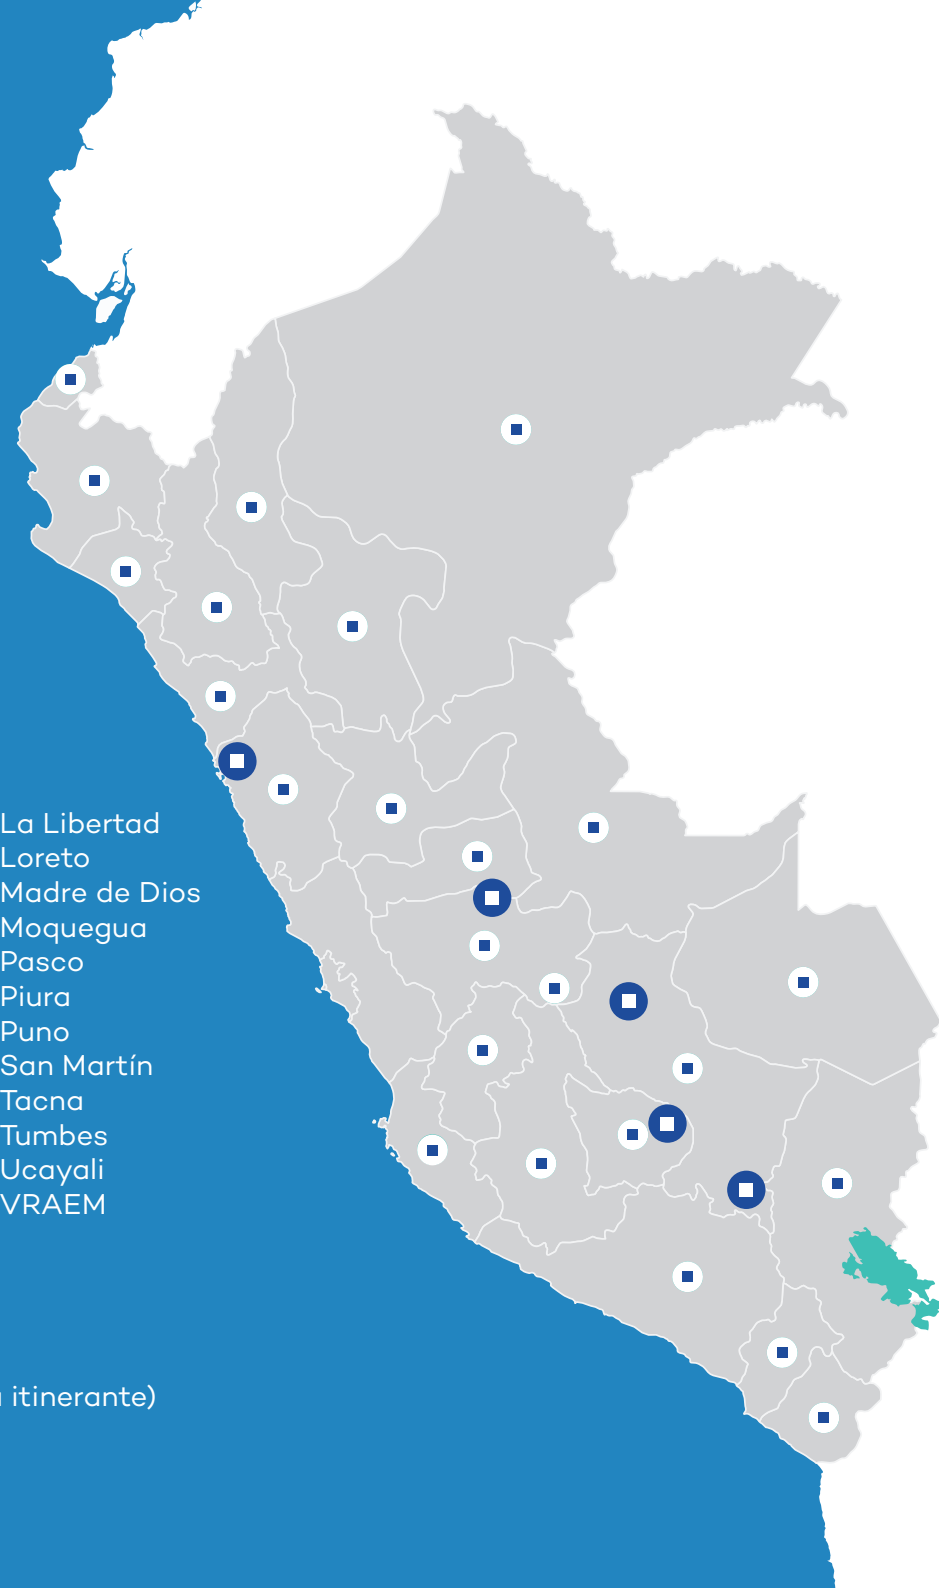 La Libertad
Loreto
Madre de Dios
Moquegua
Pasco
Piura
Puno
San Martín
Tacna
Tumbes
Ucayali
VRAEM
itinerante)